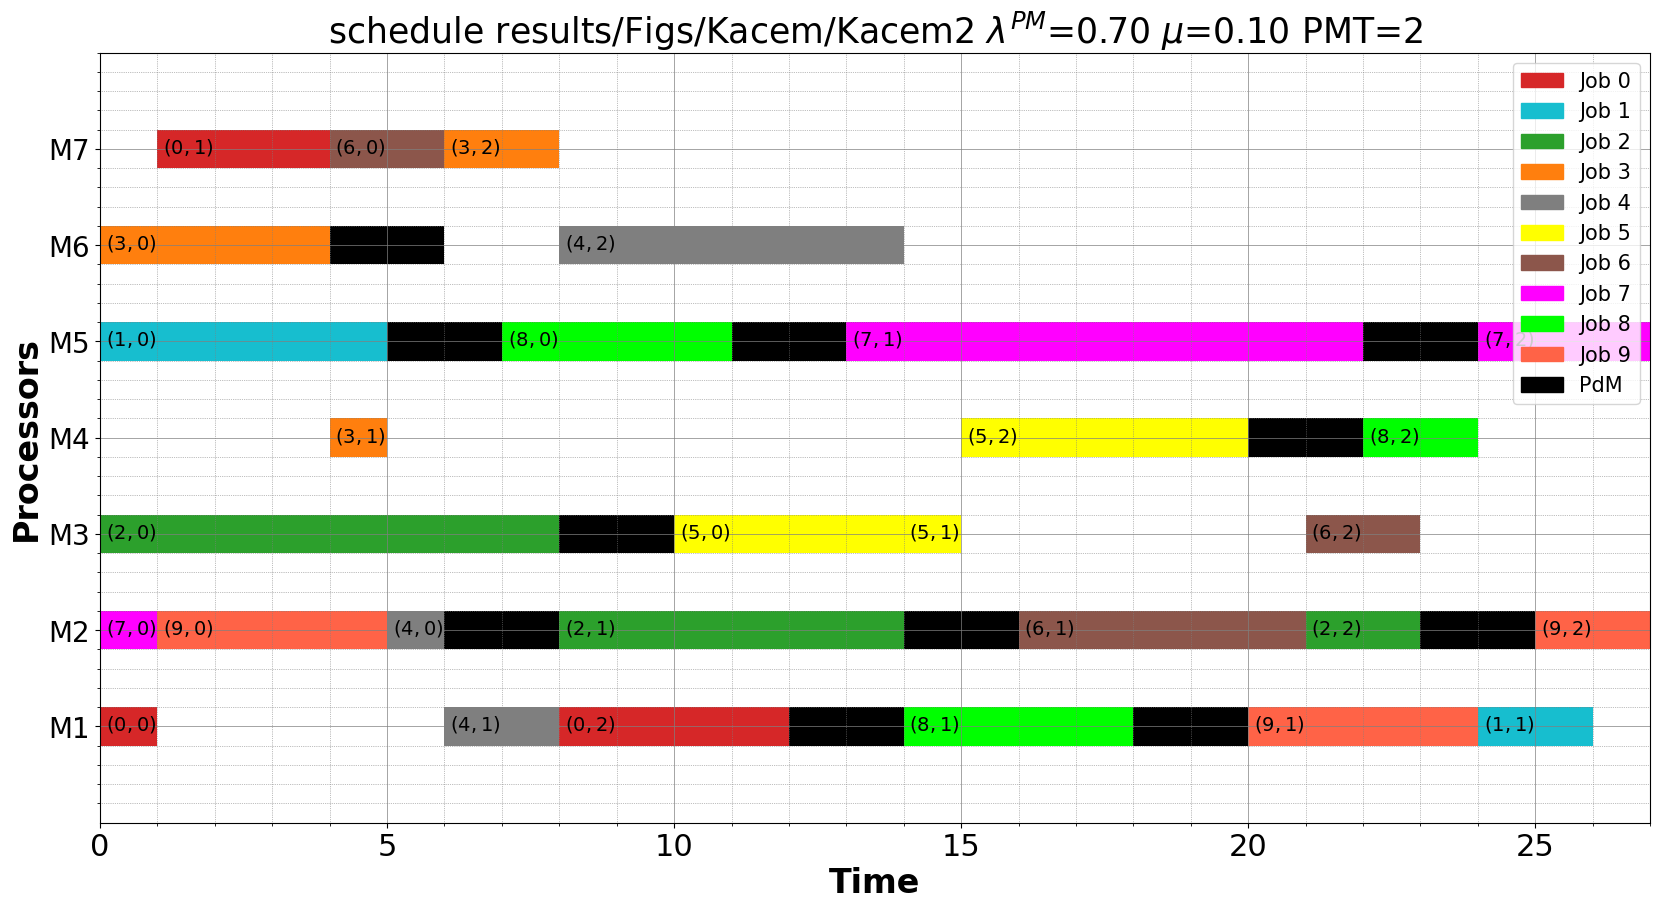 schedule results/Figs/Kacem/Kacem2 λ^PM=0.70 μ=0.10 PMT=2
Job 0
Job 1
Job 2
Job 3
Job 4
Job 5
Job 6
Job 7
Job 8
Job 9
PdM
Processors
M7 (0, 1) (6, 0) (3, 2)
M6 (3, 0) (4, 2)
M5 (1, 0) (8, 0) (7, 1) (7, 2)
M4 (3, 1) (5, 2) (8, 2)
M3 (2, 0) (5, 0) (5, 1) (6, 2)
M2 (7, 0) (9, 0) (4, 0) (2, 1) (6, 1) (2, 2) (9, 2)
M1 (0, 0) (4, 1) (0, 2) (8, 1) (9, 1) (1, 1)
0 5 10 15 20 25
Time